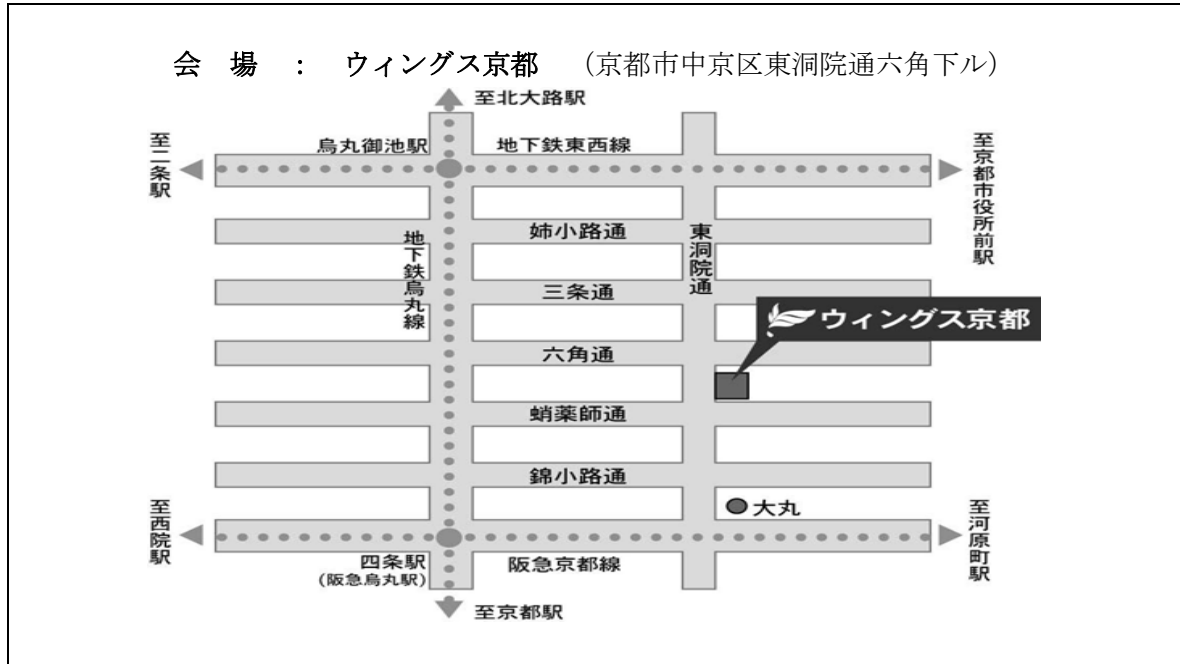 会　場　：　ウィングス京都　（京都市中京区東洞院通六角下ル）
至北大路駅
烏丸御池駅
地下鉄東西線
至二条駅
至京都市役所前駅
姉小路通
東洞院通
地下鉄烏丸線
三条通
ウィングス京都
六角通
蛸薬師通
錦小路通
大丸
至西院駅
至河原町駅
四条駅
（阪急烏丸駅）
阪急京都線
至京都駅